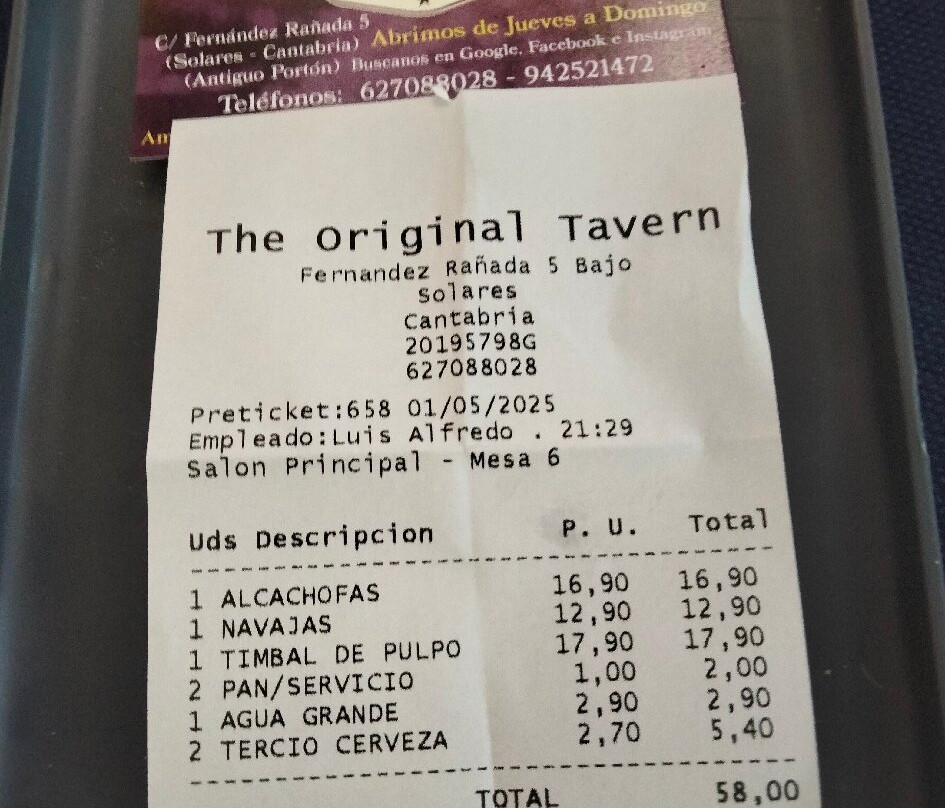 C/ Fernández Rañada 5
(Solares - Cantabria) Abrimos de Jueves a Domingo
(Antiguo Portón) Buscanos en Google, Facebook e Instagram
Teléfonos: 627088028 - 942521472
The Original Tavern
Fernandez Rañada 5 Bajo
Solares
Cantabria
20195798G
627088028
Preticket:658 01/05/2025
Empleado:Luis Alfredo . 21:29
Salon Principal - Mesa 6
Uds Descripcion P. U. Total
1 ALCACHOFAS 16,90 16,90
1 NAVAJAS 12,90 12,90
1 TIMBAL DE PULPO 17,90 17,90
2 PAN/SERVICIO 1,00 2,00
1 AGUA GRANDE 2,90 2,90
2 TERCIO CERVEZA 2,70 5,40
TOTAL 58,00